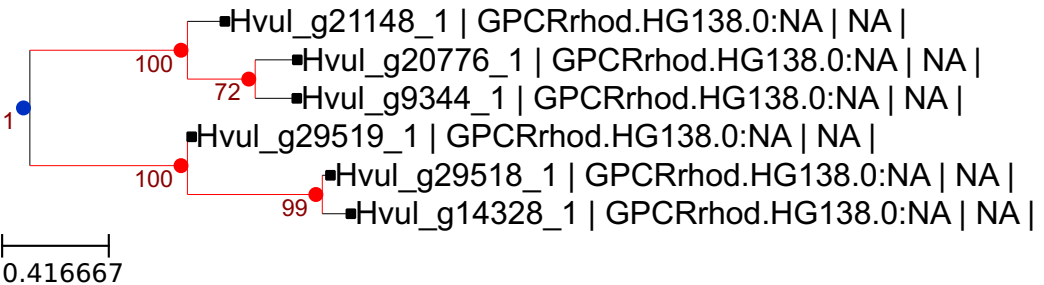 Hvul_g21148_1 | GPCRrhod.HG138.0:NA | NA |
100
Hvul_g20776_1 | GPCRrhod.HG138.0:NA | NA |
72
Hvul_g9344_1 | GPCRrhod.HG138.0:NA | NA |
1
Hvul_g29519_1 | GPCRrhod.HG138.0:NA | NA |
100
Hvul_g29518_1 | GPCRrhod.HG138.0:NA | NA |
99
Hvul_g14328_1 | GPCRrhod.HG138.0:NA | NA |
0.416667